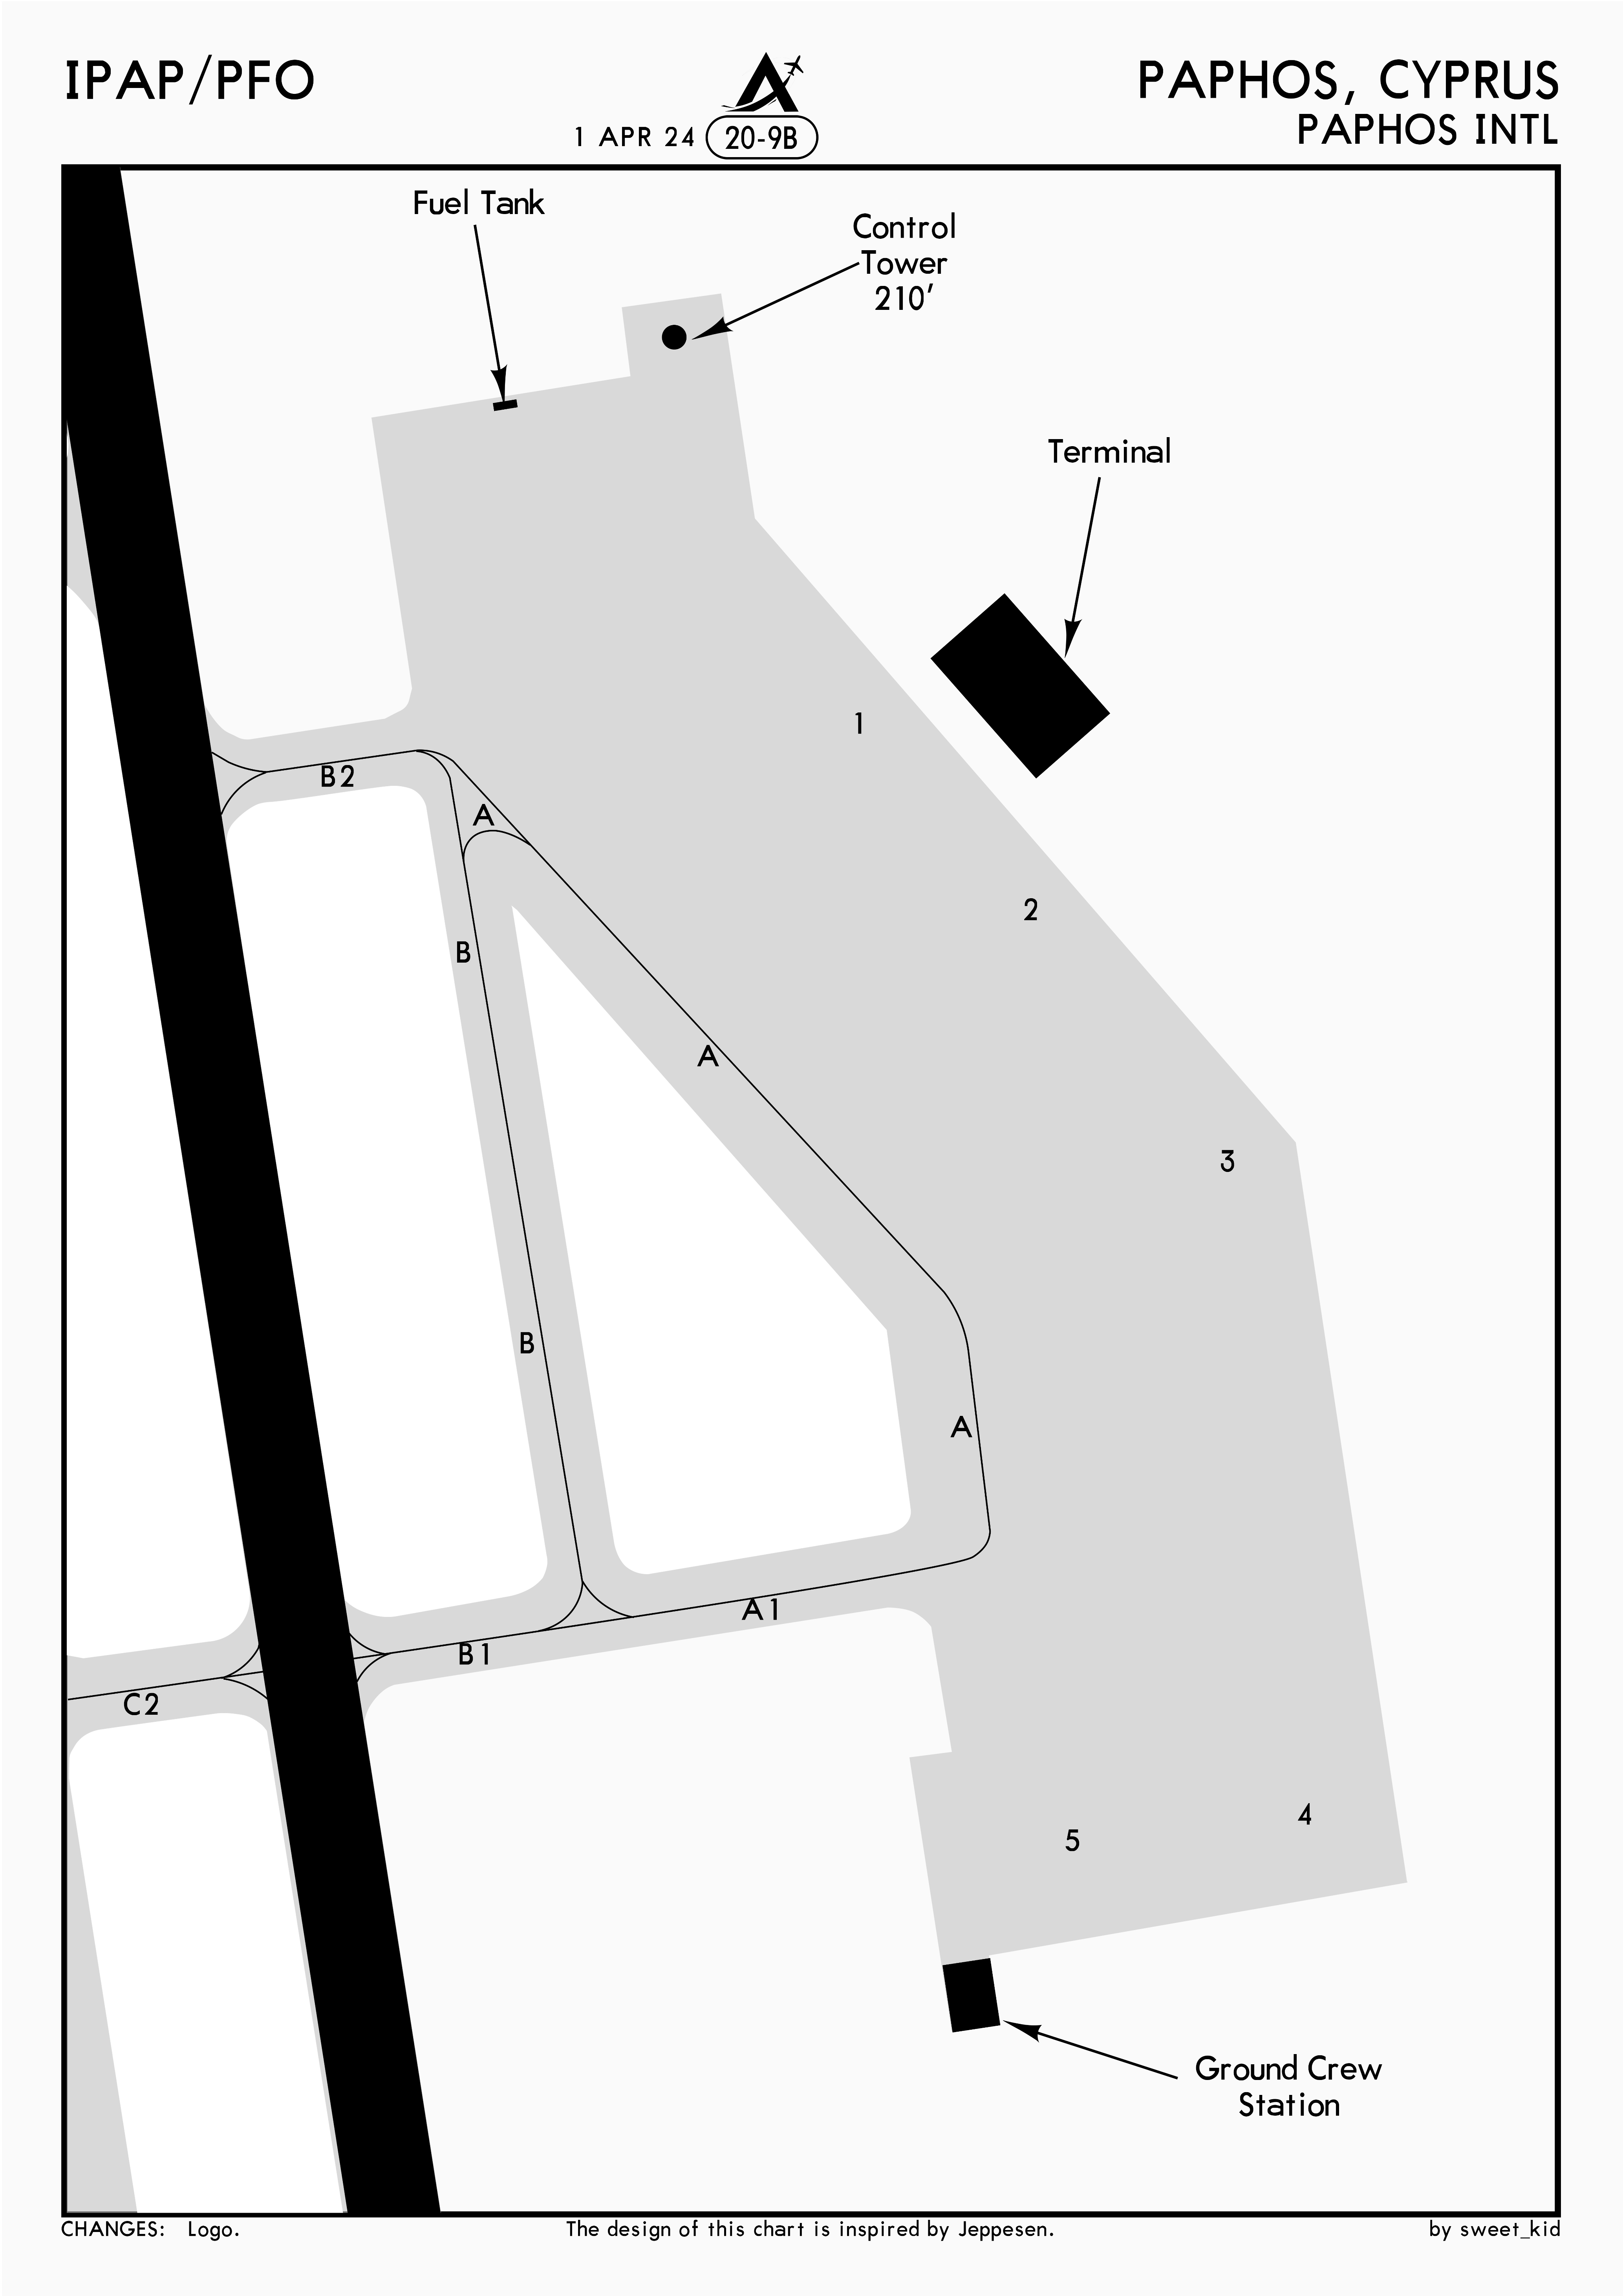 IPAP/PFO
1 APR 24
20-9B
PAPHOS, CYPRUS
PAPHOS INTL
Fuel Tank
Control
Tower
210'
Terminal
1
B2
A
2
B
A
3
B
A
A1
B1
C2
4
5
Ground Crew
Station
CHANGES: Logo.
The design of this chart is inspired by Jeppesen.
by sweet_kid